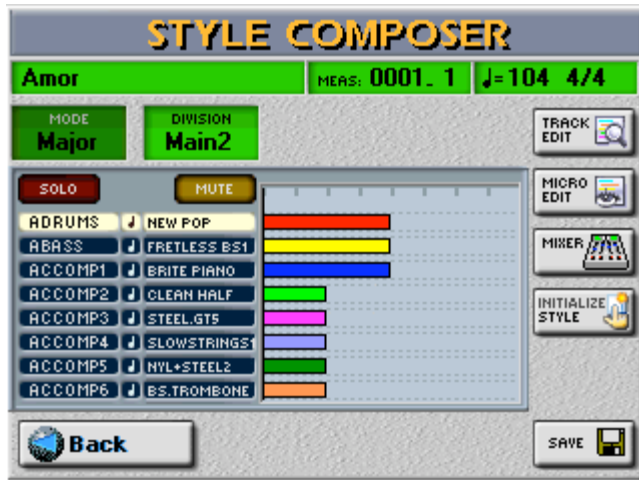 STYLE COMPOSER
Amor MEAS: 0001. 1 ♩=104 4/4
MODE
Major
DIVISION
Main2
TRACK
EDIT
SOLO MUTE
MICRO
EDIT
ADRUMS NEW POP
ABASS FRETLESS BS1
ACCOMP1 BRITE PIANO
MIXER
ACCOMP2 CLEAN HALF
ACCOMP3 STEEL.GT5
INITIALIZE
STYLE
ACCOMP4 SLOWSTRINGS1
ACCOMP5 NYL+STEEL2
ACCOMP6 BS.TROMBONE
Back
SAVE